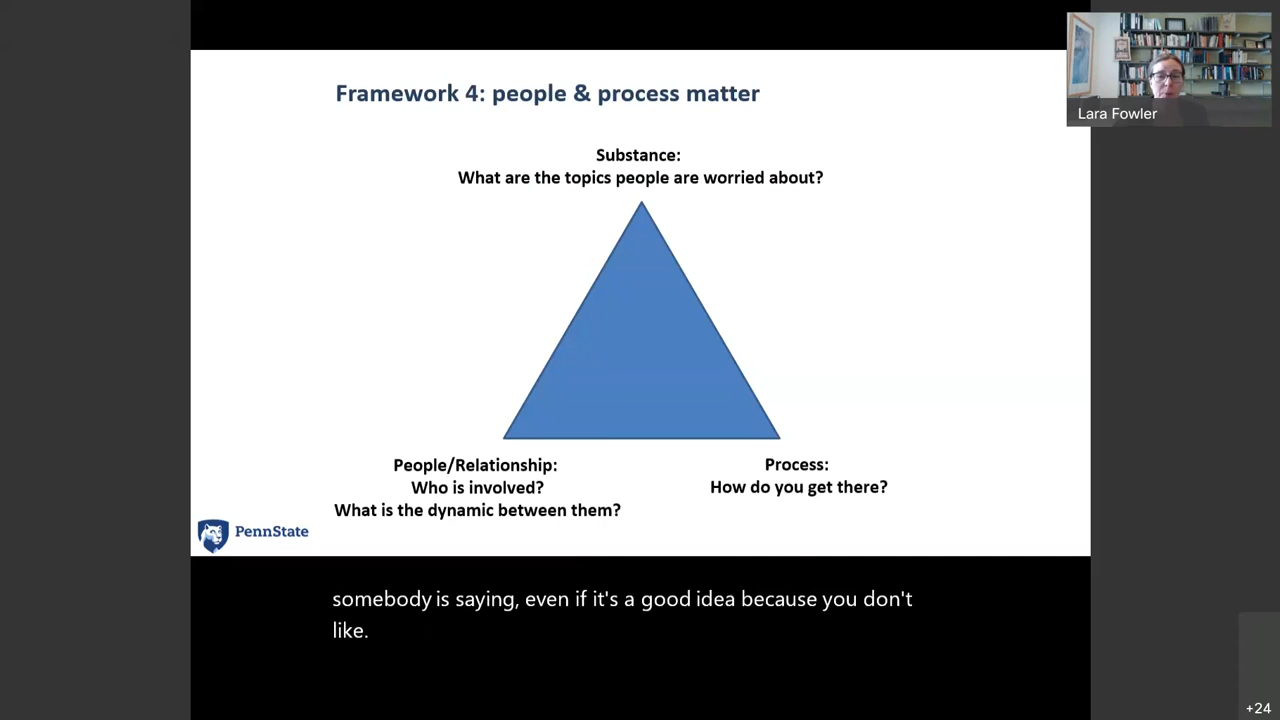 Framework 4: people & process matter
Lara Fowler
Substance:
What are the topics people are worried about?
People/Relationship:
Who is involved?
What is the dynamic between them?
Process:
How do you get there?
PennState
somebody is saying, even if it's a good idea because you don't
like.
+24